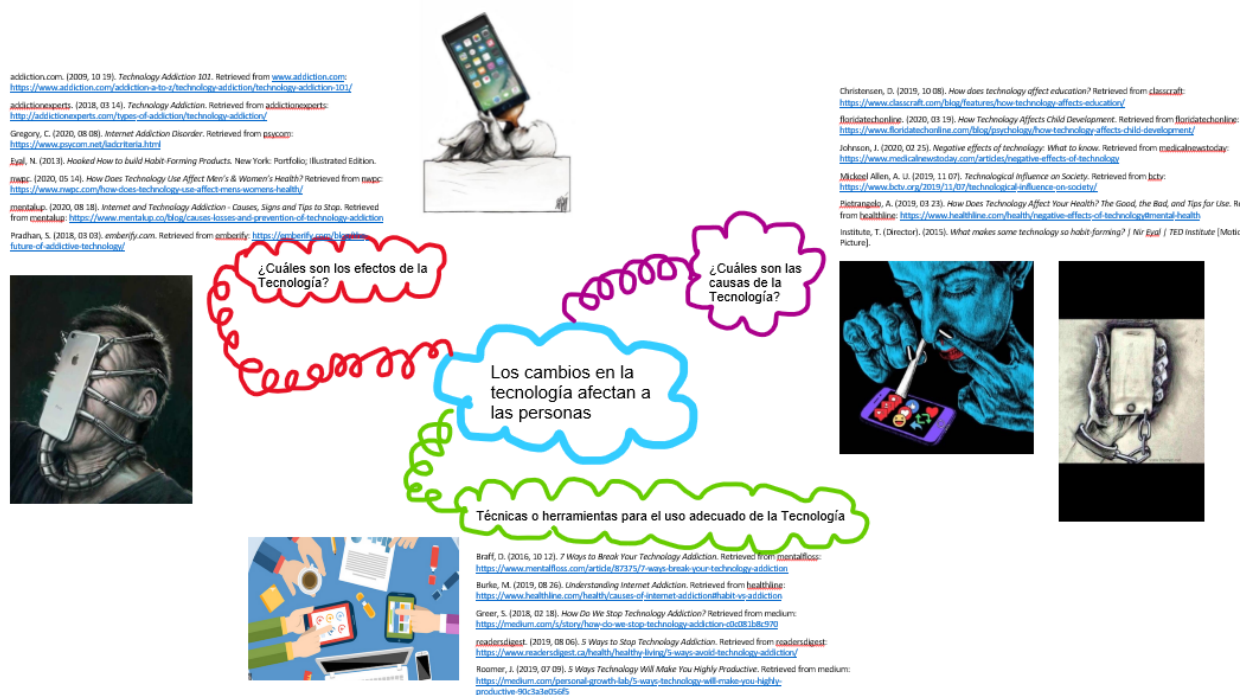 addiction.com. (2009, 10 19). Technology Addiction 101. Retrieved from www.addiction.com:
https://www.addiction.com/addiction-a-to-z/technology-addiction/technology-addiction-101/
addictionexperts. (2018, 03 14). Technology Addiction. Retrieved from addictionexperts:
http://addictionexperts.com/types-of-addiction/technology-addiction/
Gregory, C. (2020, 08 08). Internet Addiction Disorder. Retrieved from psycom:
https://www.psycom.net/iadcriteria.html
Eyal, N. (2013). Hooked How to build Habit-Forming Products. New York: Portfolio; Illustrated Edition.
nwpc. (2020, 05 14). How Does Technology Use Affect Men's & Women's Health? Retrieved from nwpc:
https://www.nwpc.com/how-does-technology-use-affect-mens-womens-health/
mentalup. (2020, 08 18). Internet and Technology Addiction - Causes, Signs and Tips to Stop. Retrieved
from mentalup: https://www.mentalup.co/blog/causes-losses-and-prevention-of-technology-addiction
Pradhan, S. (2018, 03 03). emberify.com. Retrieved from emberify: https://emberify.com/blog/the-
future-of-addictive-technology/
¿Cuáles son los efectos de la
Tecnología?
¿Cuáles son las
causas de la
Tecnología?
Christensen, D. (2019, 10 08). How does technology affect education? Retrieved from classcraft:
https://www.classcraft.com/blog/features/how-technology-affects-education/
floridatechonline. (2020, 03 19). How Technology Affects Child Development. Retrieved from floridatechonline:
https://www.floridatechonline.com/blog/psychology/how-technology-affects-child-development/
Johnson, J. (2020, 02 25). Negative effects of technology: What to know. Retrieved from medicalnewstoday:
https://www.medicalnewstoday.com/articles/negative-effects-of-technology
Mickeel Allen, A. U. (2019, 11 07). Technological Influence on Society. Retrieved from bctv:
https://www.bctv.org/2019/11/07/technological-influence-on-society/
Pietrangelo, A. (2019, 03 23). How Does Technology Affect Your Health? The Good, the Bad, and Tips for Use. Re
from healthline: https://www.healthline.com/health/negative-effects-of-technology#mental-health
Institute, T. (Director). (2015). What makes some technology so habit-forming? | Nir Eyal | TED Institute [Motio
Picture].
Los cambios en la
tecnología afectan a
las personas
Técnicas o herramientas para el uso adecuado de la Tecnología
Braff, D. (2016, 10 12). 7 Ways to Break Your Technology Addiction. Retrieved from mentalfloss:
https://www.mentalfloss.com/article/87375/7-ways-break-your-technology-addiction
Burke, M. (2019, 08 26). Understanding Internet Addiction. Retrieved from healthline:
https://www.healthline.com/health/causes-of-internet-addiction#habit-vs-addiction
Greer, S. (2018, 02 18). How Do We Stop Technology Addiction? Retrieved from medium:
https://medium.com/s/story/how-do-we-stop-technology-addiction-c0c081b8c970
readersdigest. (2019, 08 06). 5 Ways to Stop Technology Addiction. Retrieved from readersdigest:
https://www.readersdigest.ca/health/healthy-living/5-ways-avoid-technology-addiction/
Roomer, J. (2019, 07 09). 5 Ways Technology Will Make You Highly Productive. Retrieved from medium:
https://medium.com/personal-growth-lab/5-ways-technology-will-make-you-highly-
productive-90c3a3e056f5